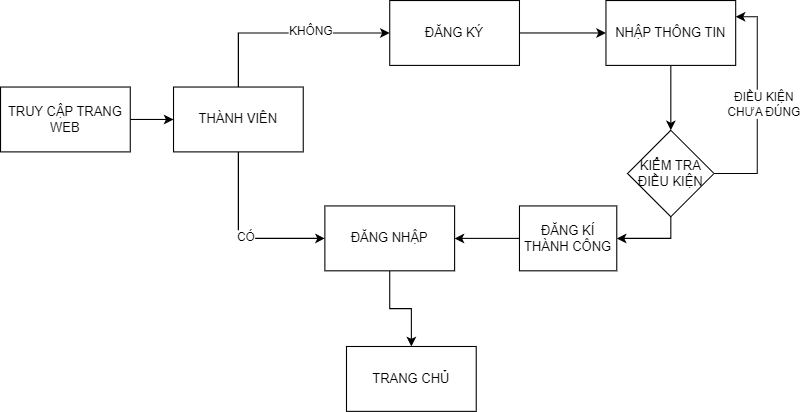 KHÔNG
ĐĂNG KÝ
NHẬP THÔNG TIN
TRUY CẬP TRANG
WEB
THÀNH VIÊN
ĐIỀU KIỆN
CHƯA ĐÚNG
KIỂM TRA
ĐIỀU KIỆN
CÓ
ĐĂNG NHẬP
ĐĂNG KÍ
THÀNH CÔNG
TRANG CHỦ